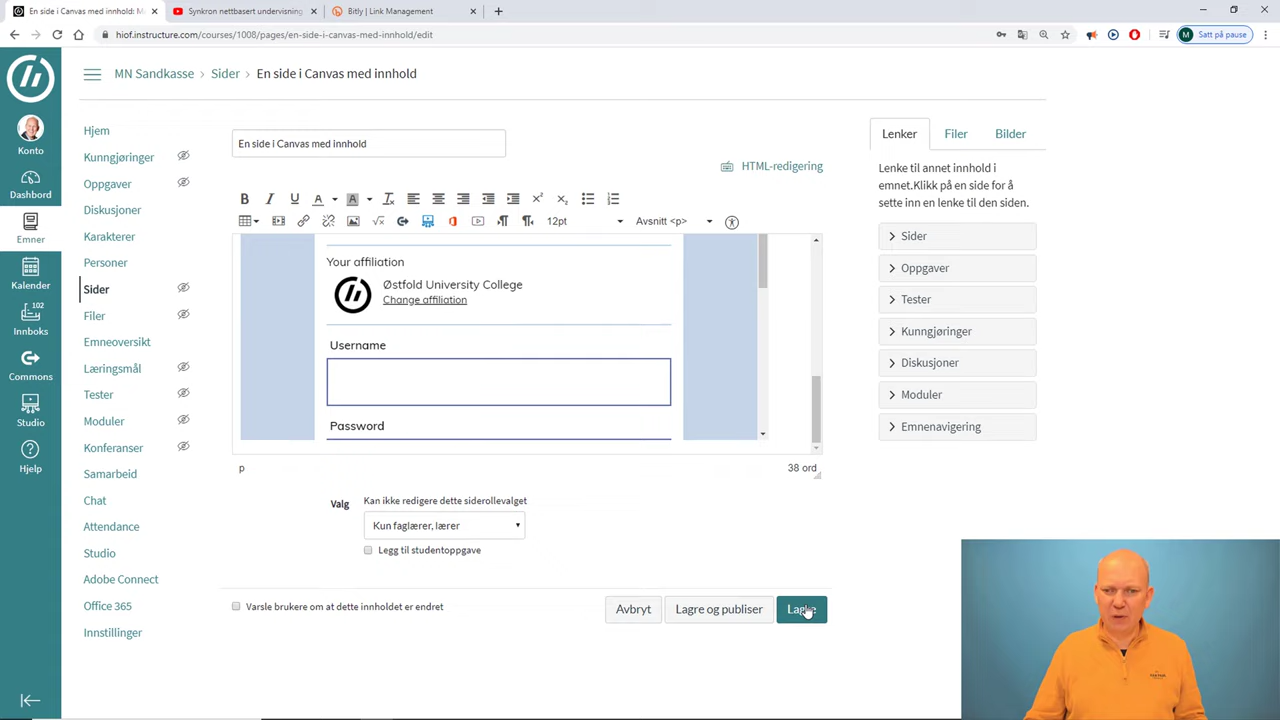 En side i Canvas med innhold: M
Synkron nettbasert undervisning
Bitly | Link Management
hiof.instructure.com/courses/1008/pages/en-side-i-canvas-med-innhold/edit
M Satt på pause
MN Sandkasse > Sider > En side i Canvas med innhold
Konto
Dashbord
Emner
Kalender
102
Innboks
Commons
Studio
Hjelp
Hjem
Kunngjøringer
Oppgaver
Diskusjoner
Karakterer
Personer
Sider
Filer
Emneoversikt
Læringsmål
Tester
Moduler
Konferanser
Samarbeid
Chat
Attendance
Studio
Adobe Connect
Office 365
Innstillinger
En side i Canvas med innhold
HTML-redigering
B I U A A
12pt Avsnitt <p>
Your affiliation
Østfold University College
Change affiliation
Username
Password
p 38 ord
Valg Kan ikke redigere dette siderollevalget
Kun faglærer, lærer
Legg til studentoppgave
Varsle brukere om at dette innholdet er endret
Avbryt Lagre og publiser Lagre
Lenker Filer Bilder
Lenke til annet innhold i
emnet.Klikk på en side for å
sette inn en lenke til den siden.
Sider
Oppgaver
Tester
Kunngjøringer
Diskusjoner
Moduler
Emnenavigering